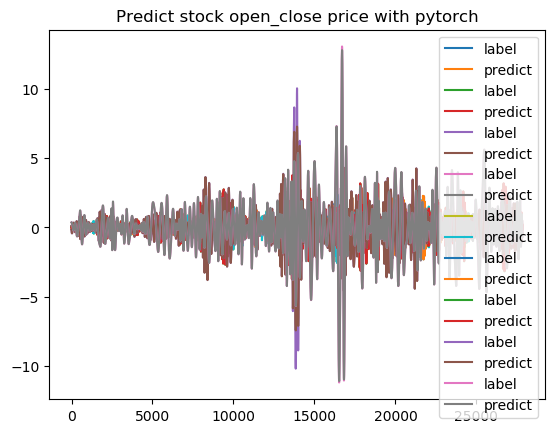 Predict stock open_close price with pytorch
label
predict
label
predict
label
predict
label
predict
label
predict
label
predict
label
predict
label
predict
label
predict
10
5
0
−5
−10
0
5000
10000
15000
20000
25000